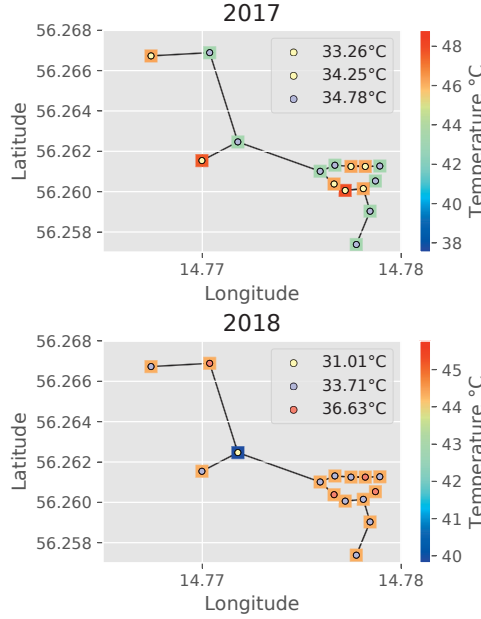 2017
56.268
56.266
56.264
56.262
56.260
56.258
Latitude
33.26°C
34.25°C
34.78°C
14.77
14.78
Longitude
48
46
44
42
40
38
Temperature °C
2018
56.268
56.266
56.264
56.262
56.260
56.258
Latitude
31.01°C
33.71°C
36.63°C
14.77
14.78
Longitude
45
44
43
42
41
40
Temperature °C